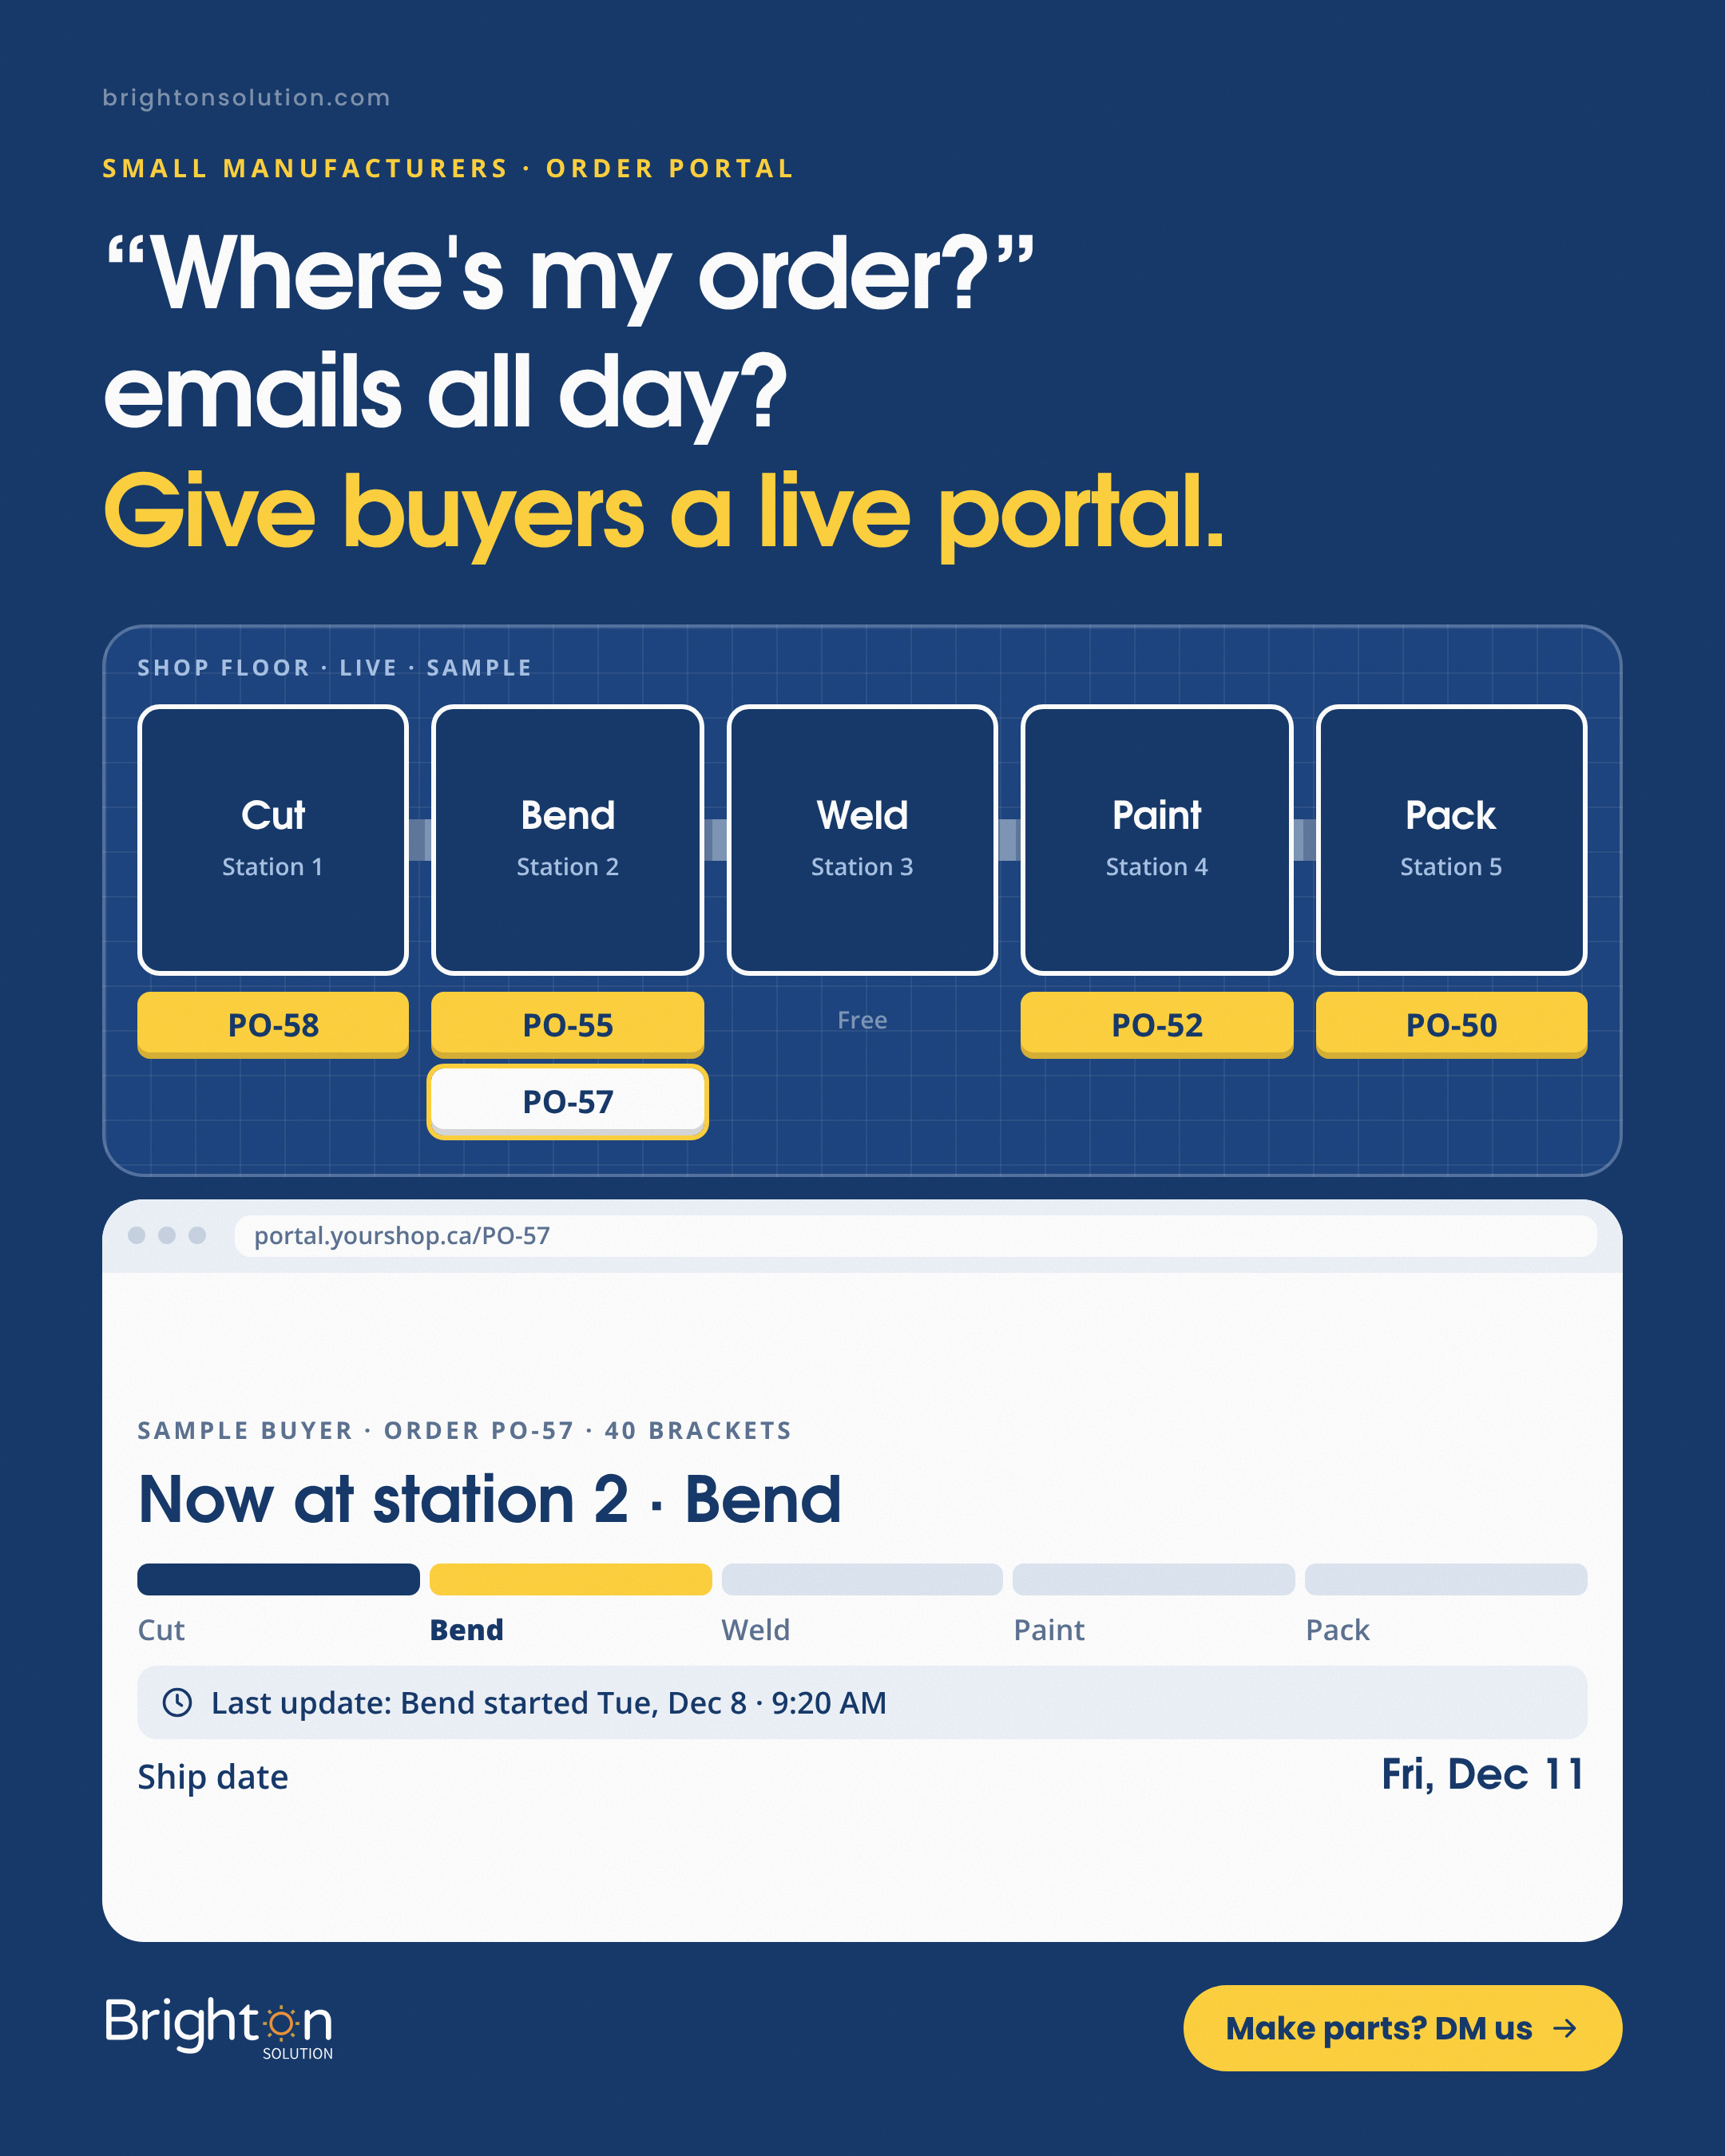 brightonsolution.com
SMALL MANUFACTURERS · ORDER PORTAL
“Where's my order?”
emails all day?
Give buyers a live portal.
SHOP FLOOR · LIVE · SAMPLE
Cut
Station 1
Bend
Station 2
Weld
Station 3
Paint
Station 4
Pack
Station 5
PO-58
PO-55
Free
PO-52
PO-50
PO-57
portal.yourshop.ca/PO-57
SAMPLE BUYER · ORDER PO-57 · 40 BRACKETS
Now at station 2 · Bend
Cut
Bend
Weld
Paint
Pack
Last update: Bend started Tue, Dec 8 · 9:20 AM
Ship date
Fri, Dec 11
Brighton
SOLUTION
Make parts? DM us →